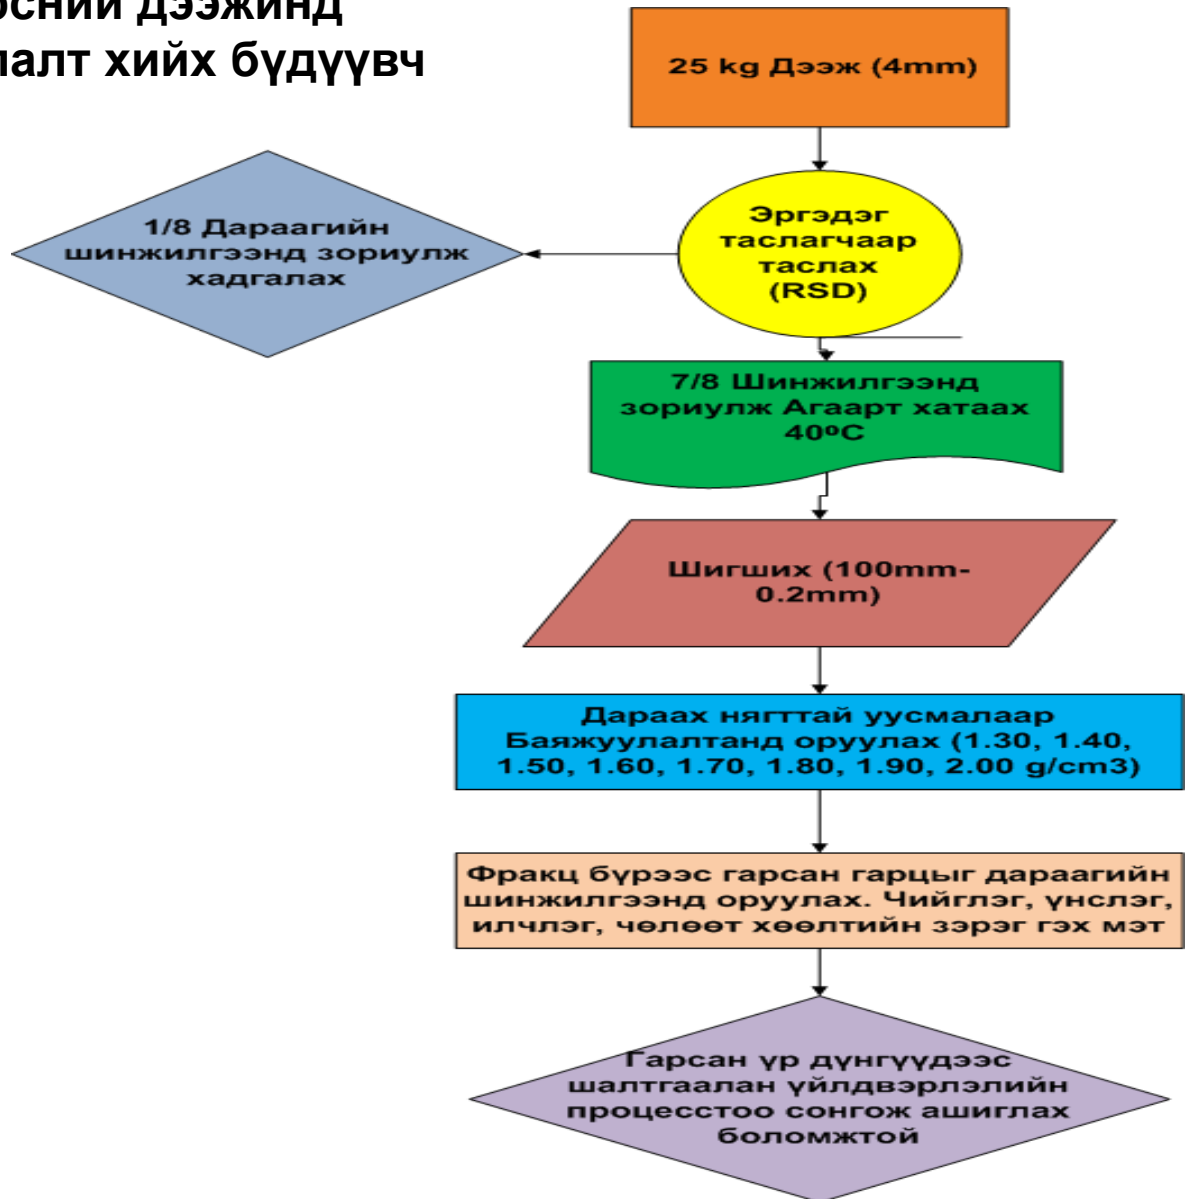 дээжинд
хийх бүдүүвч
25 kg Дээж (4mm)
Эргэдэг
таслагчаар
таслах
(RSD)
1/8 Дараагийн
шинжилгээнд зориулж
хадгалах
7/8 Шинжилгээнд
зориулж Агаарт хатаах
40ºC
Шигших (100mm-
0.2mm)
Дараах нягттай уусмалаар
Баяжуулалтанд оруулах (1.30, 1.40,
1.50, 1.60, 1.70, 1.80, 1.90, 2.00 g/cm3)
Фракц бүрээс гарсан гарцыг дараагийн
шинжилгээнд оруулах. Чийглэг, үнслэг,
илчлэг, чөлөөт хөөлтийн зэрэг гэх мэт
Гарсан үр дүнгүүдээс
шалтгаалан үйлдвэрлэлийн
процесстоо сонгож ашиглах
боломжтой